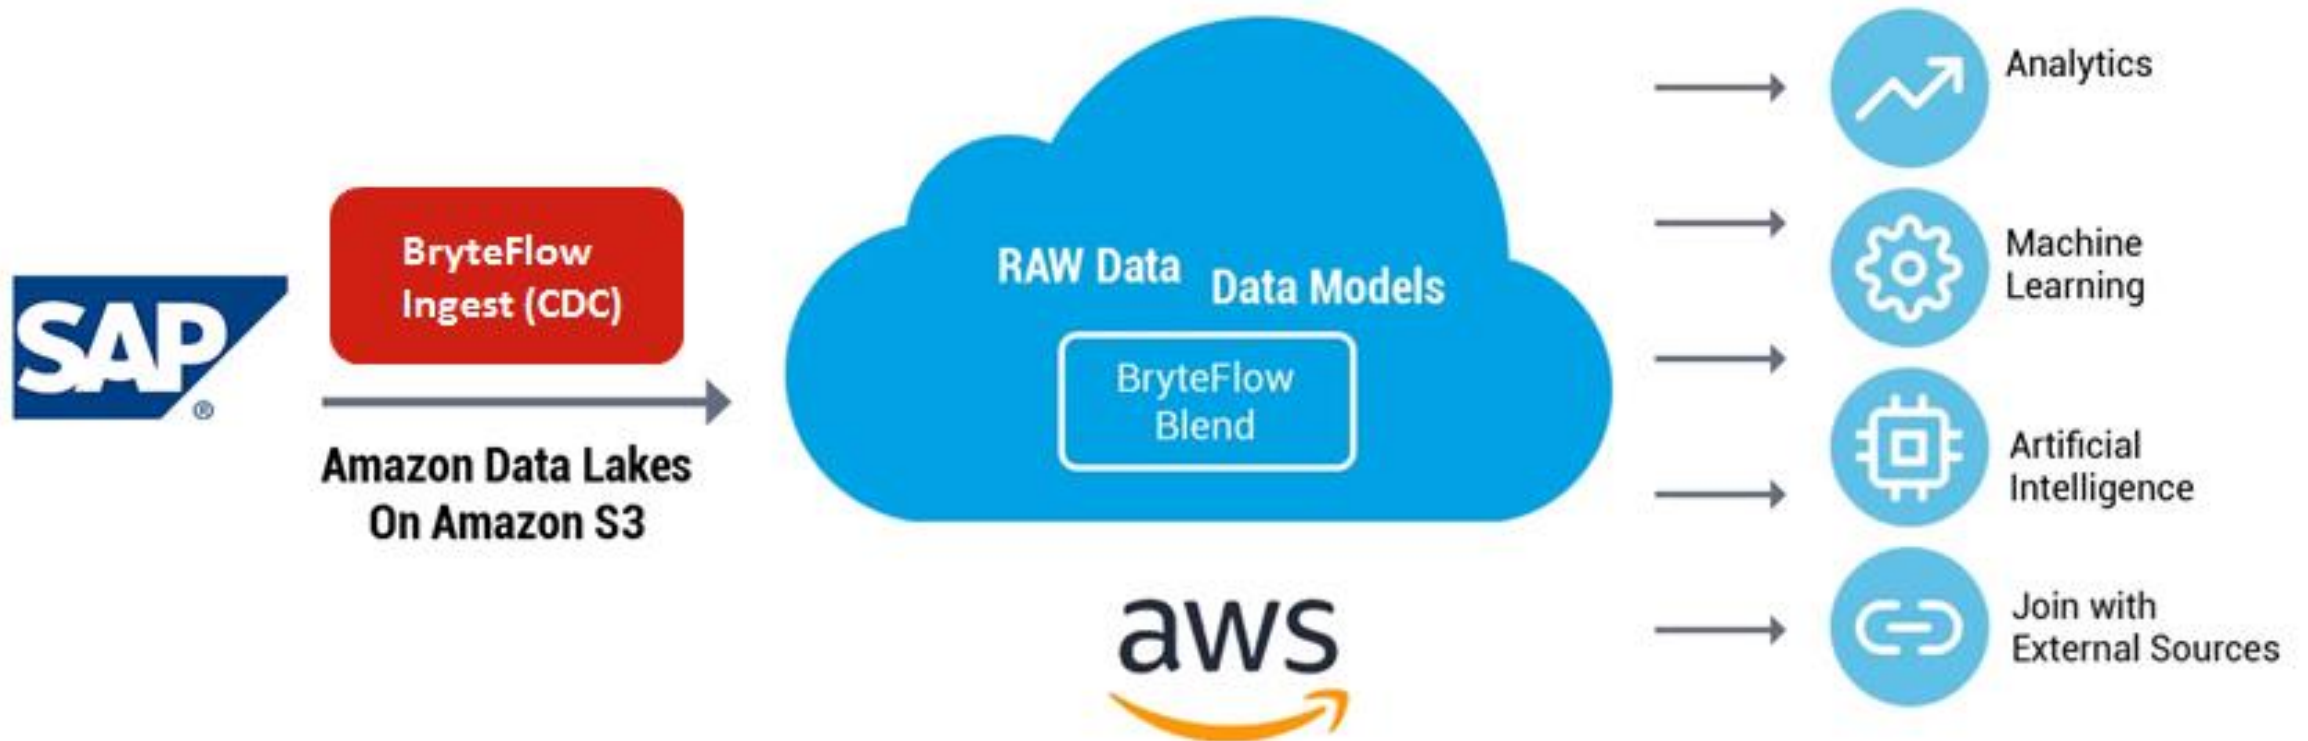 SAP
®
BryteFlow
Ingest (CDC)
Amazon Data Lakes
On Amazon S3
RAW Data
Data Models
BryteFlow
Blend
aws
Analytics
Machine
Learning
Artificial
Intelligence
Join with
External Sources